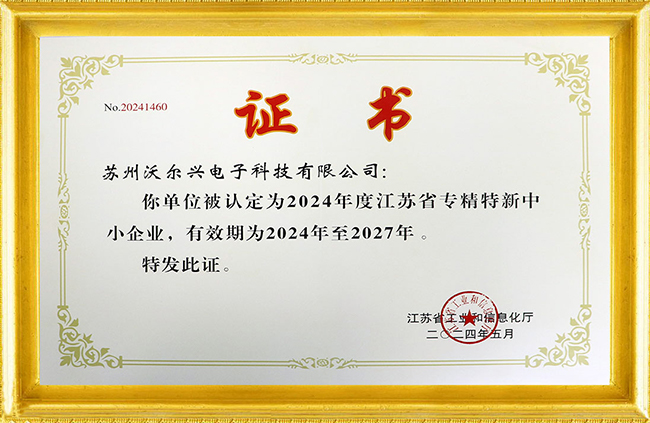 No.20241460
证书
苏州沃尔兴电子科技有限公司：
你单位被认定为2024年度江苏省专精特新中
小企业，有效期为2024年至2027年。
特发此证。
江苏省工业和信息化厅
二〇二四年五月